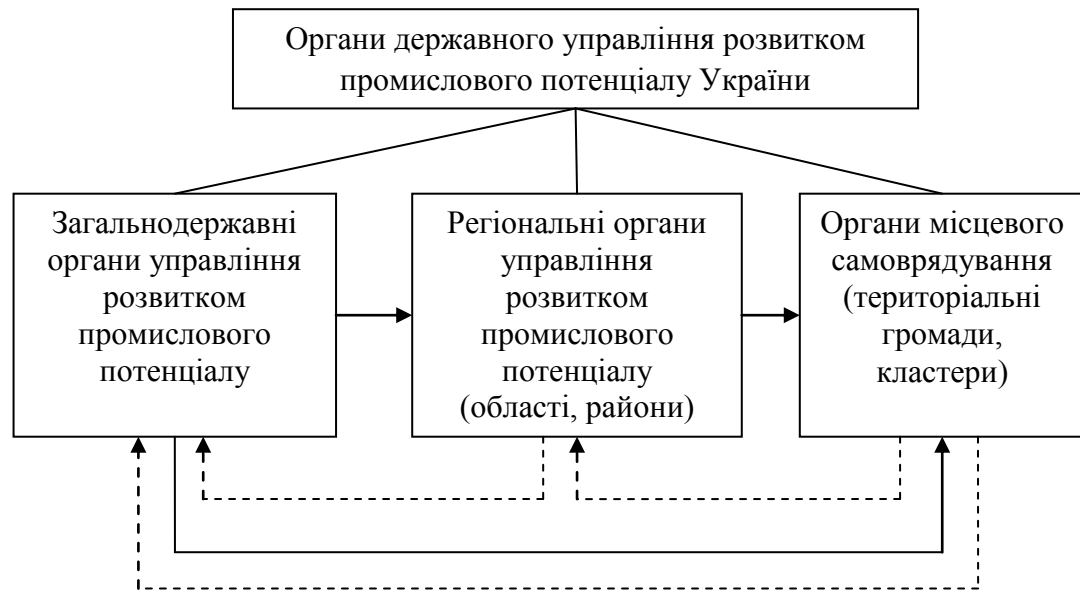 Органи державного управління розвитком
промислового потенціалу України
Загальнодержавні
органи управління
розвитком
промислового
потенціалу
Регіональні органи
управління
розвитком
промислового
потенціалу
(області, райони)
Органи місцевого
самоврядування
(територіальні
громади,
кластери)